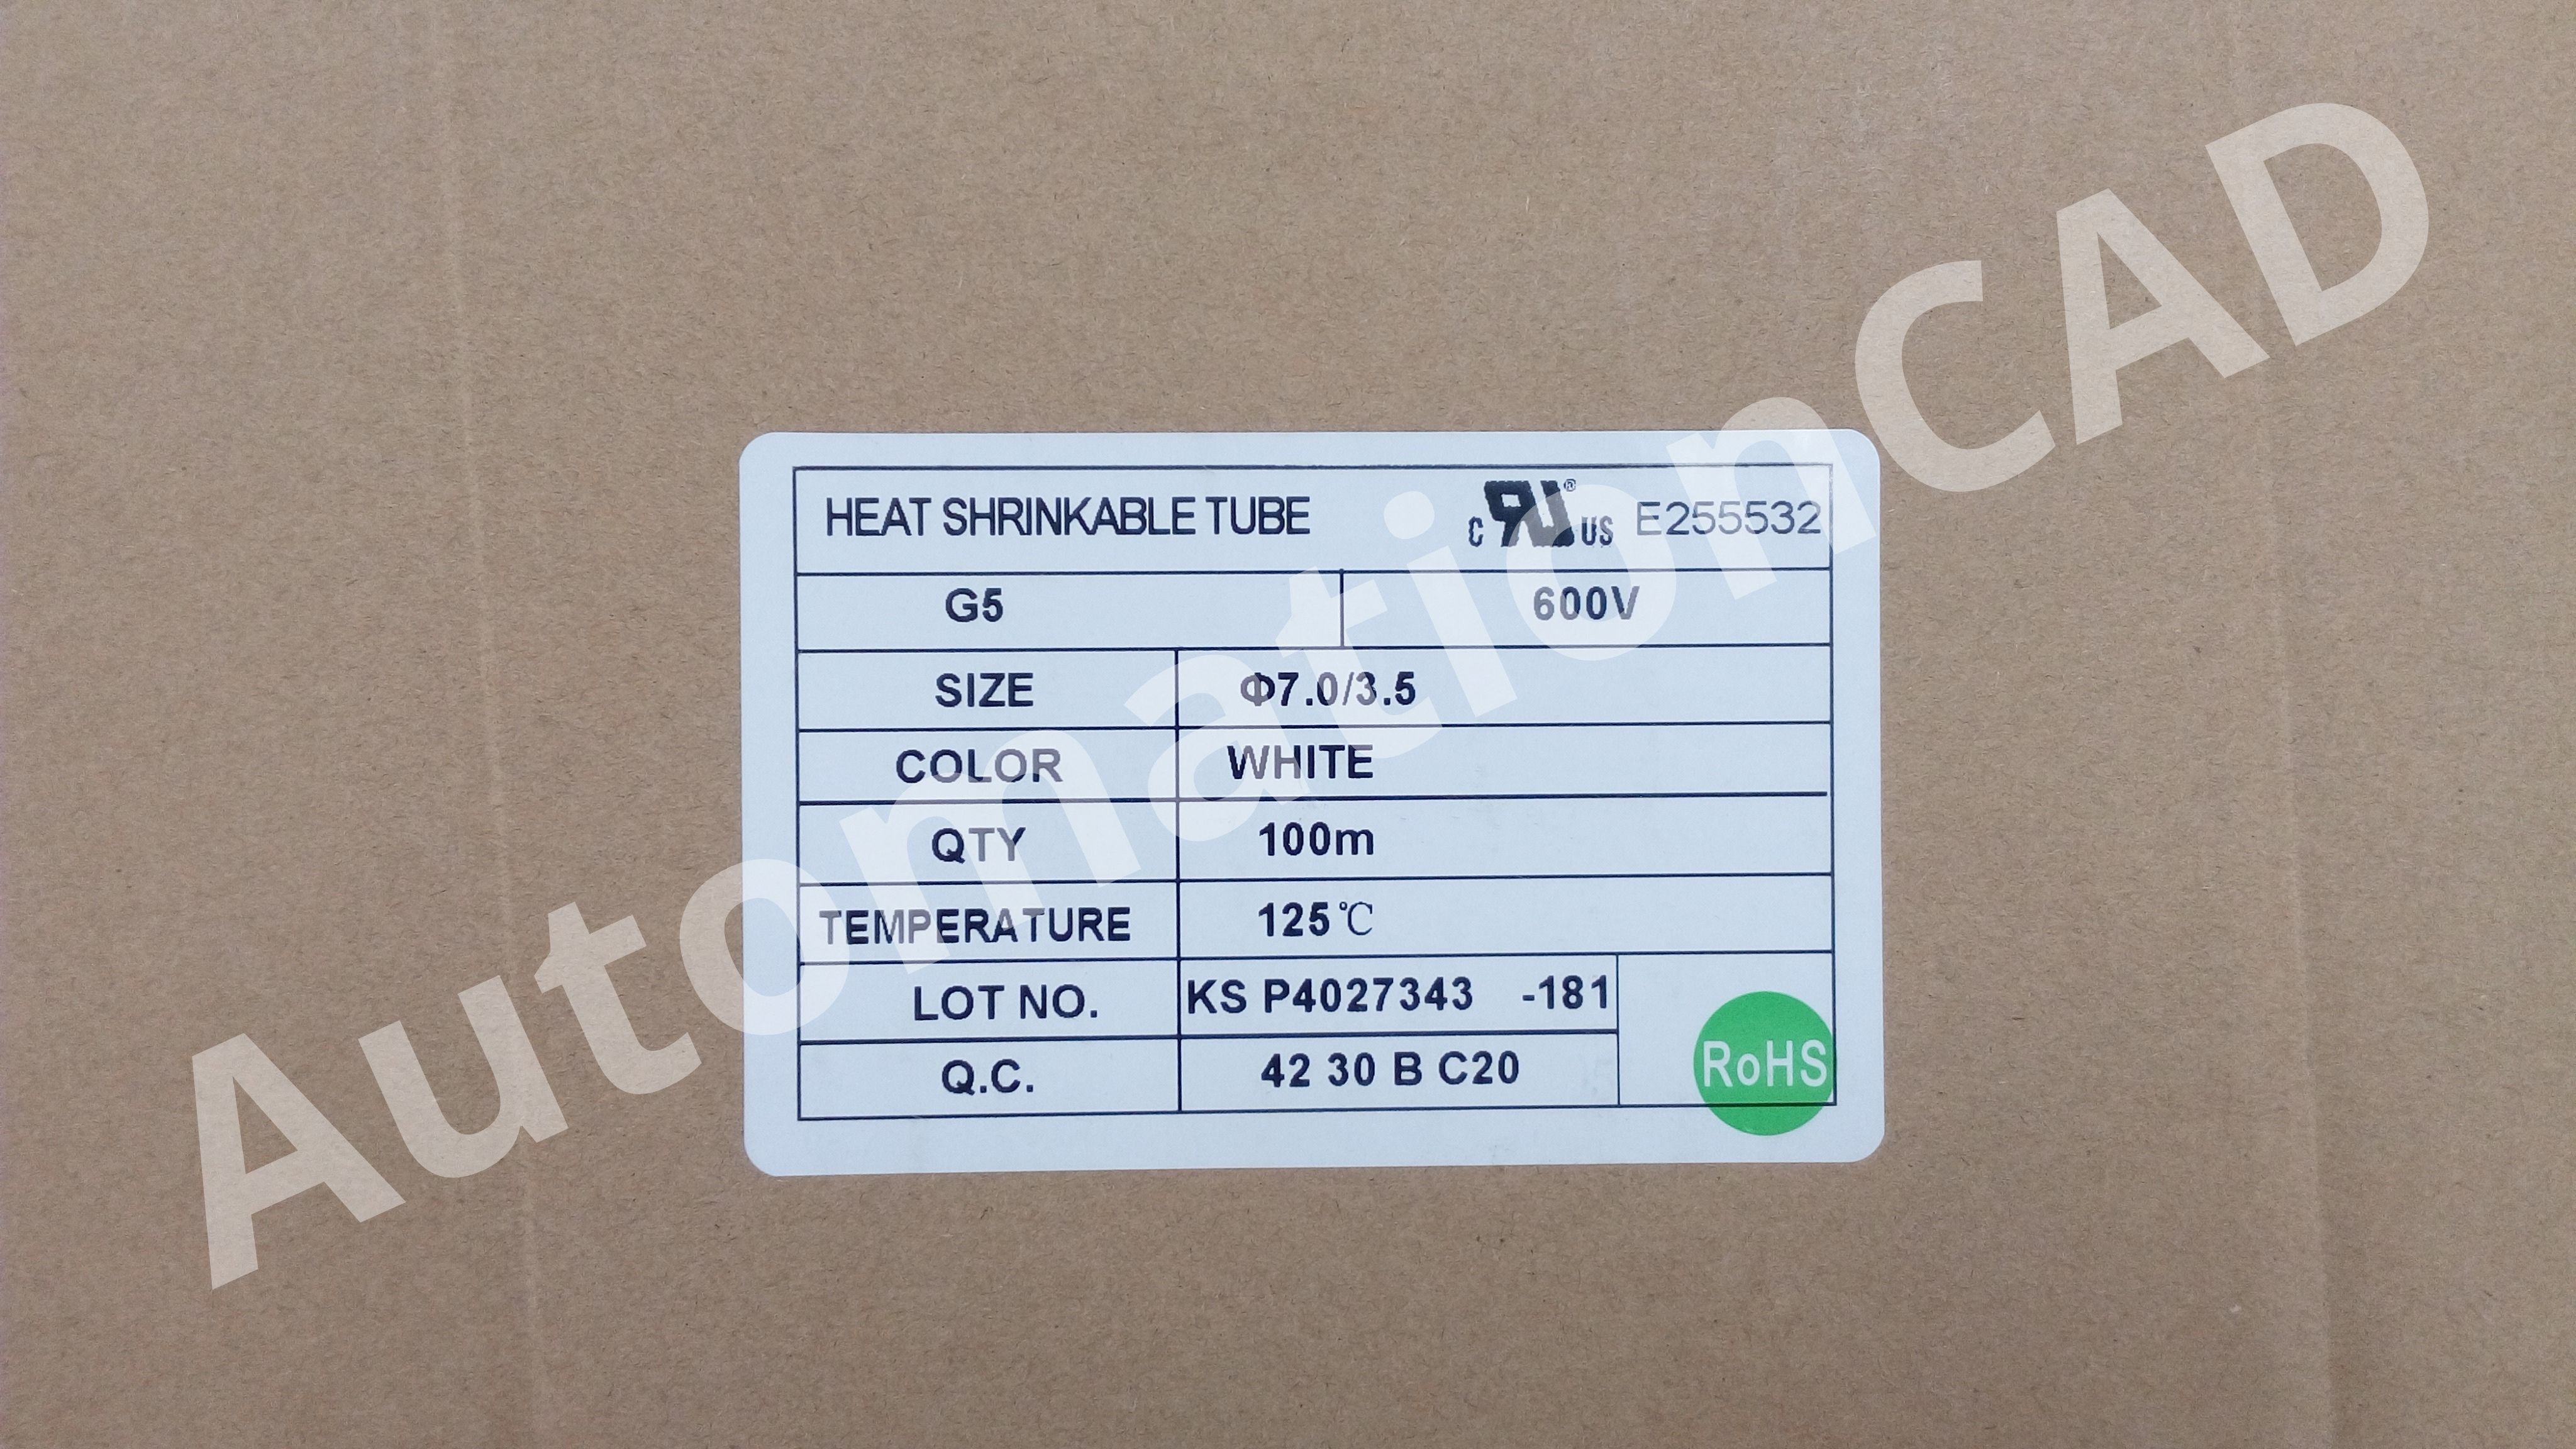 HEAT SHRINKABLE TUBE c RU® US E255532
G5 600V
SIZE Φ7.0/3.5
COLOR WHITE
QTY 100m
TEMPERATURE 125℃
LOT NO. KS P4027343 -181
Q.C. 42 30 B C20
RoHS
AutomationCAD